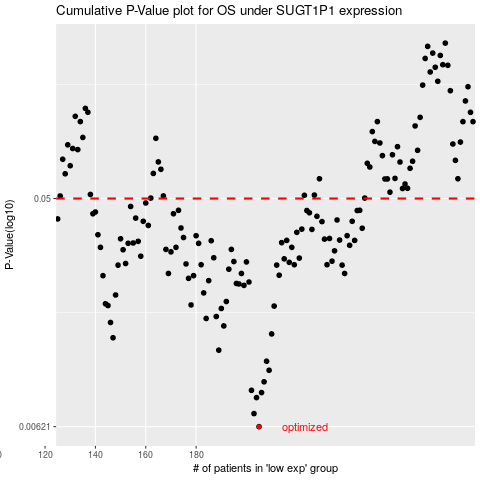 Cumulative P-Value plot for OS under SUGT1P1 expression
P-Value(log10)
0.05
0.00621
optimized
0 120 140 160 180
# of patients in 'low exp' group